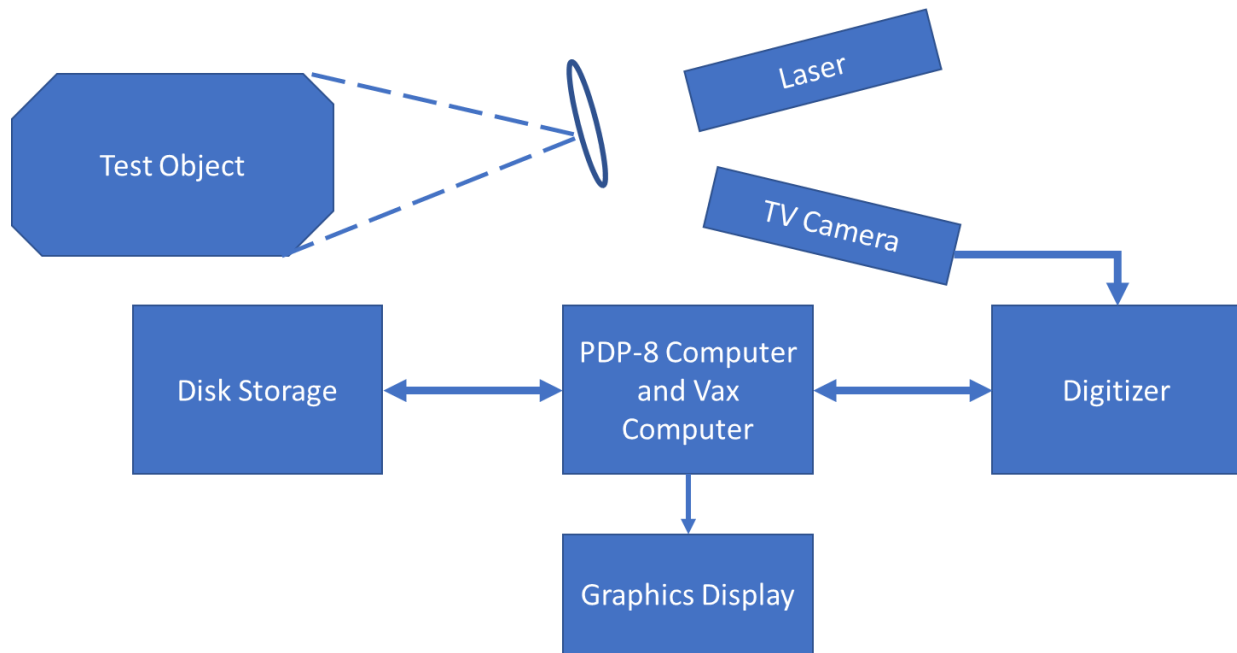 Laser
Test Object
TV Camera
Disk Storage
PDP-8 Computer
and Vax
Computer
Digitizer
Graphics Display